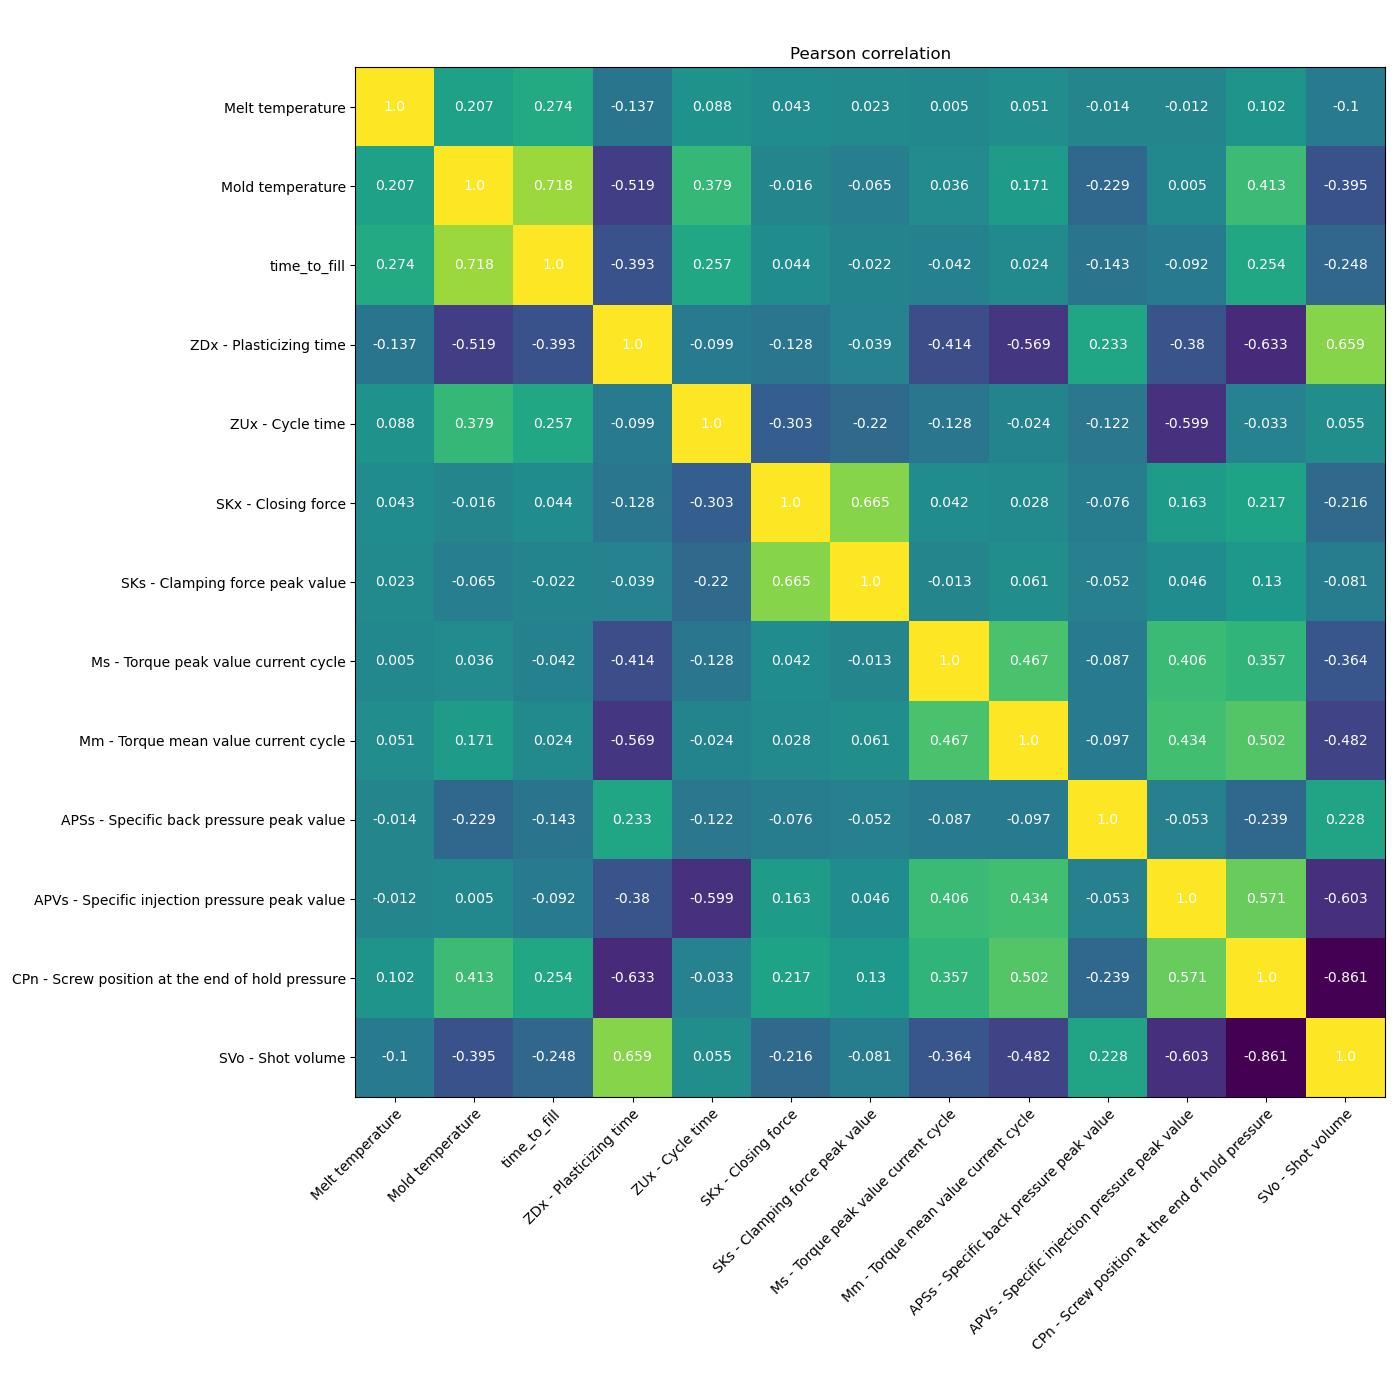 Pearson correlation
Melt temperature 1.0 0.207 0.274 -0.137 0.088 0.043 0.023 0.005 0.051 -0.014 -0.012 0.102 -0.1
Mold temperature 0.207 1.0 0.718 -0.519 0.379 -0.016 -0.065 0.036 0.171 -0.229 0.005 0.413 -0.395
time_to_fill 0.274 0.718 1.0 -0.393 0.257 0.044 -0.022 -0.042 0.024 -0.143 -0.092 0.254 -0.248
ZDx - Plasticizing time -0.137 -0.519 -0.393 1.0 -0.099 -0.128 -0.039 -0.414 -0.569 0.233 -0.38 -0.633 0.659
ZUx - Cycle time 0.088 0.379 0.257 -0.099 1.0 -0.303 -0.22 -0.128 -0.024 -0.122 -0.599 -0.033 0.055
SKx - Closing force 0.043 -0.016 0.044 -0.128 -0.303 1.0 0.665 0.042 0.028 -0.076 0.163 0.217 -0.216
SKs - Clamping force peak value 0.023 -0.065 -0.022 -0.039 -0.22 0.665 1.0 -0.013 0.061 -0.052 0.046 0.13 -0.081
Ms - Torque peak value current cycle 0.005 0.036 -0.042 -0.414 -0.128 0.042 -0.013 1.0 0.467 -0.087 0.406 0.357 -0.364
Mm - Torque mean value current cycle 0.051 0.171 0.024 -0.569 -0.024 0.028 0.061 0.467 1.0 -0.097 0.434 0.502 -0.482
APSs - Specific back pressure peak value -0.014 -0.229 -0.143 0.233 -0.122 -0.076 -0.052 -0.087 -0.097 1.0 -0.053 -0.239 0.228
APVs - Specific injection pressure peak value -0.012 0.005 -0.092 -0.38 -0.599 0.163 0.046 0.406 0.434 -0.053 1.0 0.571 -0.603
CPn - Screw position at the end of hold pressure 0.102 0.413 0.254 -0.633 -0.033 0.217 0.13 0.357 0.502 -0.239 0.571 1.0 -0.861
SVo - Shot volume -0.1 -0.395 -0.248 0.659 0.055 -0.216 -0.081 -0.364 -0.482 0.228 -0.603 -0.861 1.0
Melt temperature
Mold temperature
time_to_fill
ZDx - Plasticizing time
ZUx - Cycle time
SKx - Closing force
SKs - Clamping force peak value
Ms - Torque peak value current cycle
Mm - Torque mean value current cycle
APSs - Specific back pressure peak value
APVs - Specific injection pressure peak value
CPn - Screw position at the end of hold pressure
SVo - Shot volume